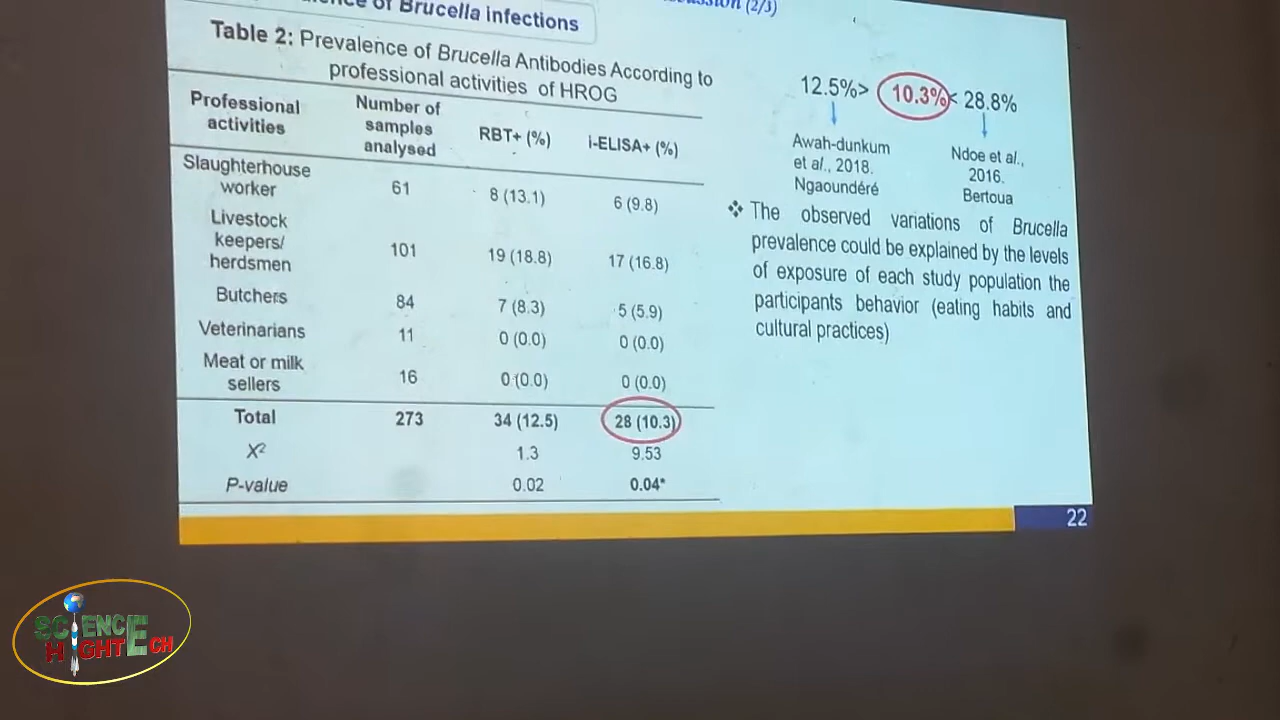 of Brucella infections
(2/3)
Table 2: Prevalence of Brucella Antibodies According to
professional activities of HROG
Professional activities | Number of samples analysed | RBT+ (%) | i-ELISA+ (%)
Slaughterhouse worker | 61 | 8 (13.1) | 6 (9.8)
Livestock keepers/ herdsmen | 101 | 19 (18.8) | 17 (16.8)
Butchers | 84 | 7 (8.3) | 5 (5.9)
Veterinarians | 11 | 0 (0.0) | 0 (0.0)
Meat or milk sellers | 16 | 0 (0.0) | 0 (0.0)
Total | 273 | 34 (12.5) | 28 (10.3)
X² | 1.3 | 9.53
P-value | 0.02 | 0.04*
12.5%> 10.3%< 28.8%
Awah-dunkum
et al., 2018.
Ngaoundéré
Ndoe et al.,
2016.
Bertoua
❖ The observed variations of Brucella
prevalence could be explained by the levels
of exposure of each study population the
participants behavior (eating habits and
cultural practices)
22
SCIENCE
HIGHTECH